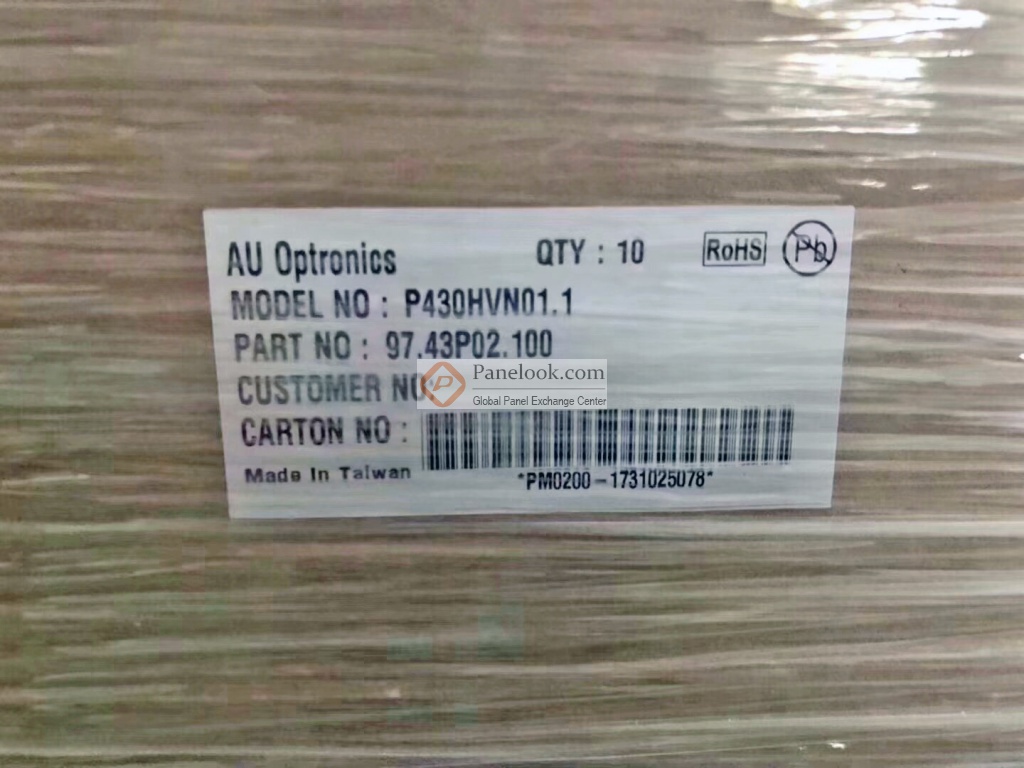 AU Optronics QTY : 10 RoHS Pb
MODEL NO : P430HVN01.1
PART NO : 97.43P02.100
CUSTOMER NO:
Panelook.com
Global Panel Exchange Center
CARTON NO :
Made In Taiwan *PM0200-1731025078*